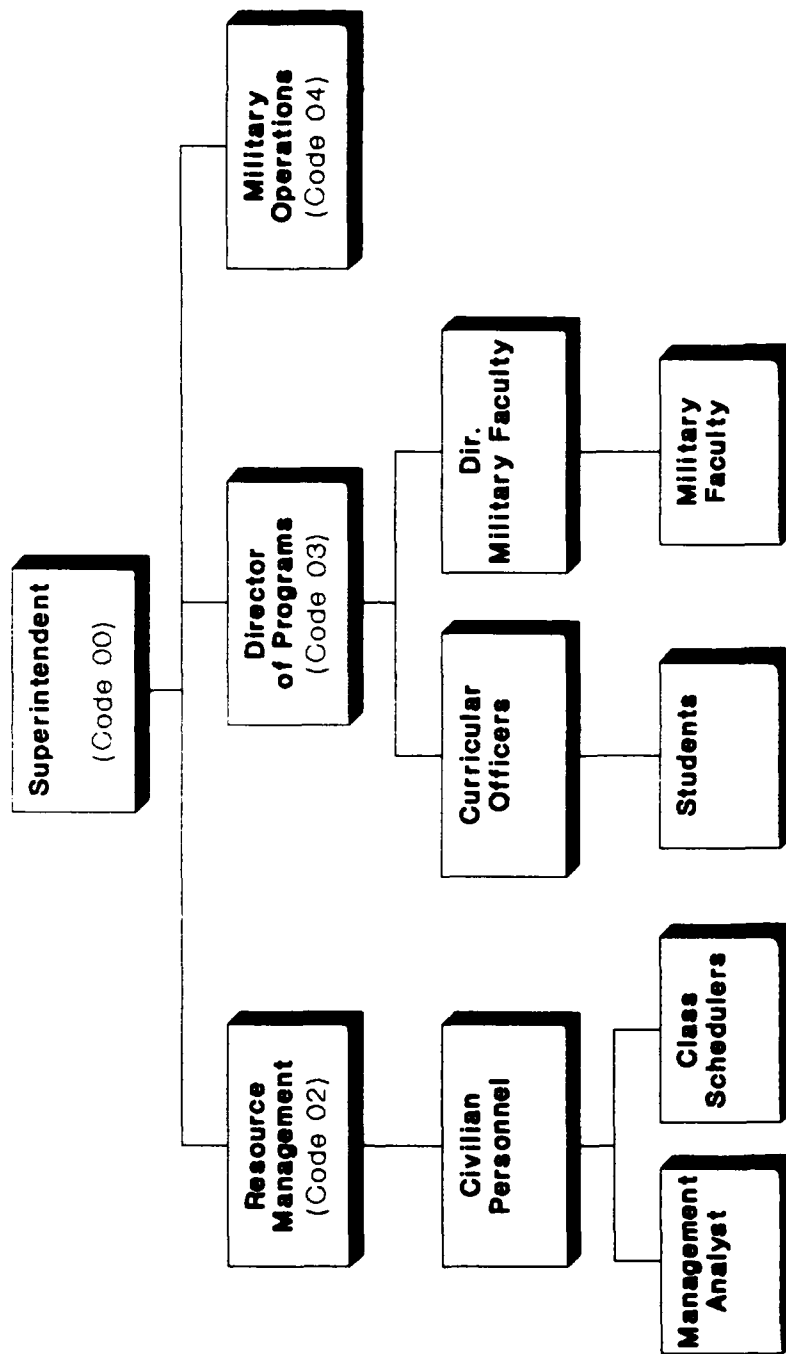 Superintendent
(Code 00)
Resource
Management
(Code 02)
Director
of Programs
(Code 03)
Military
Operations
(Code 04)
Civilian
Personnel
Curricular
Officers
Dir.
Military Faculty
Management
Analyst
Class
Schedulers
Students
Military
Faculty